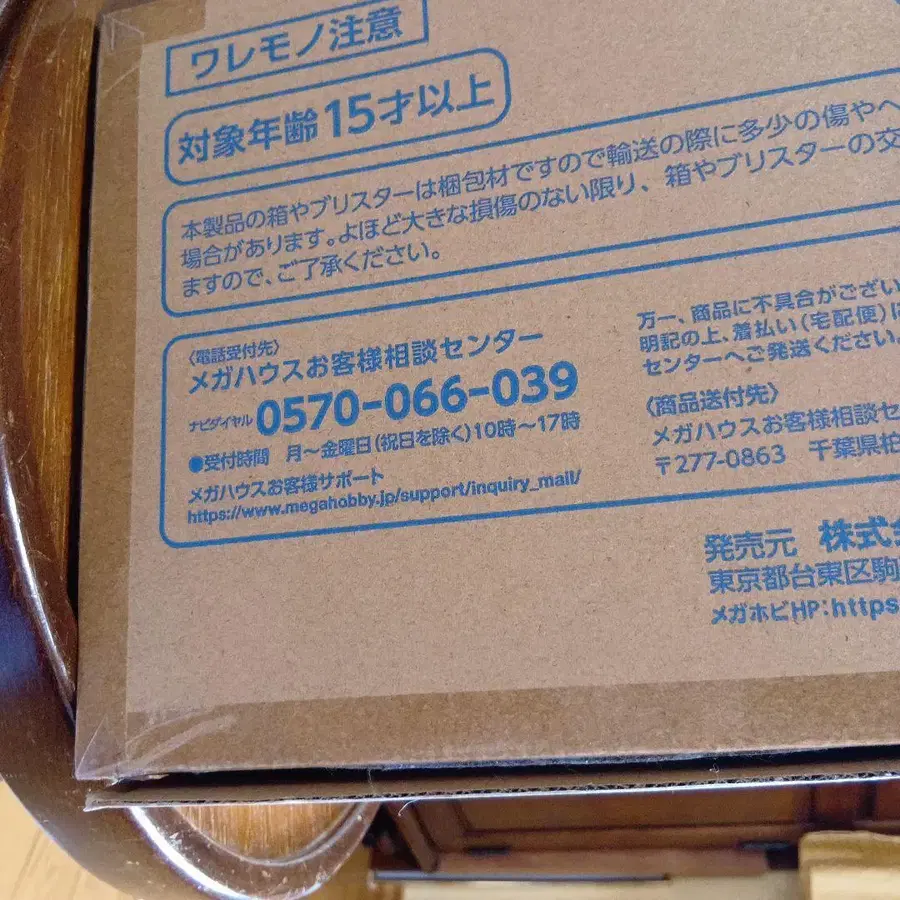 ワレモノ注意
対象年齢15才以上
本製品の箱やブリスターは梱包材ですので輸送の際に多少の傷やへ
場合があります。よほど大きな損傷のない限り、箱やブリスターの交
ますので、ご了承ください。
〈電話受付先〉
メガハウスお客様相談センター
ナビダイヤル 0570-066-039
●受付時間 月〜金曜日(祝日を除く)10時〜17時
メガハウスお客様サポート
https://www.megahobby.jp/support/inquiry_mail/
万一、商品に不具合がござい
明記の上、着払い(宅配便)に
センターへご発送ください。
〈商品送付先〉
メガハウスお客様相談セ
〒277-0863 千葉県柏
発売元 株式会
東京都台東区駒
メガホビHP:https